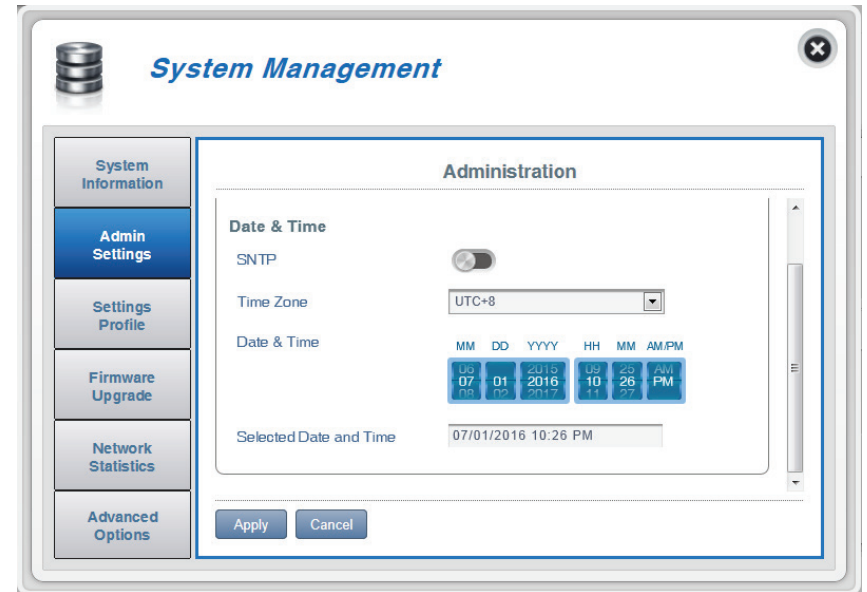 System Management
System
Information
Admin
Settings
Settings
Profile
Firmware
Upgrade
Network
Statistics
Advanced
Options
Administration
Date & Time
SNTP
Time Zone
UTC+8
Date & Time
MM DD YYYY HH MM AM/PM
06 2015 09 25 AM
07 01 2016 10 26 PM
08 02 2017 11 27
Selected Date and Time
07/01/2016 10:26 PM
Apply
Cancel